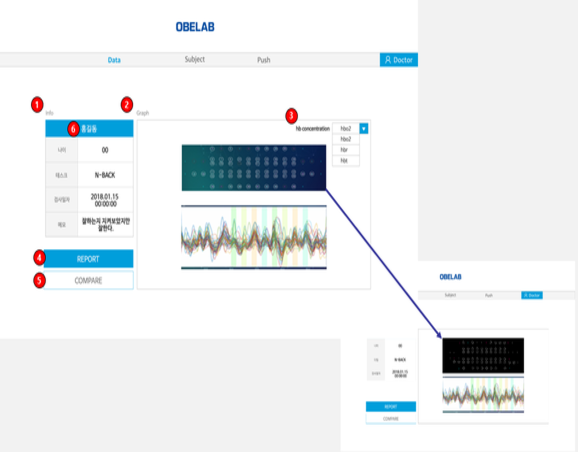 OBELAB
Data
Subject
Push
Doctor
1
Info
2
Graph
3
hb concentration
Hbo2
Hbo2
Hbr
Hbt
6
홍길동
나이
00
테스크
N-BACK
검사일자
2018.01.15
00:00:00
메모
잘하는지 지켜보았지만
잘한다.
4
REPORT
5
COMPARE
OBELAB
Subject
Push
Doctor
00
N-BACK
2018.01.15
00:00:00
REPORT
COMPARE